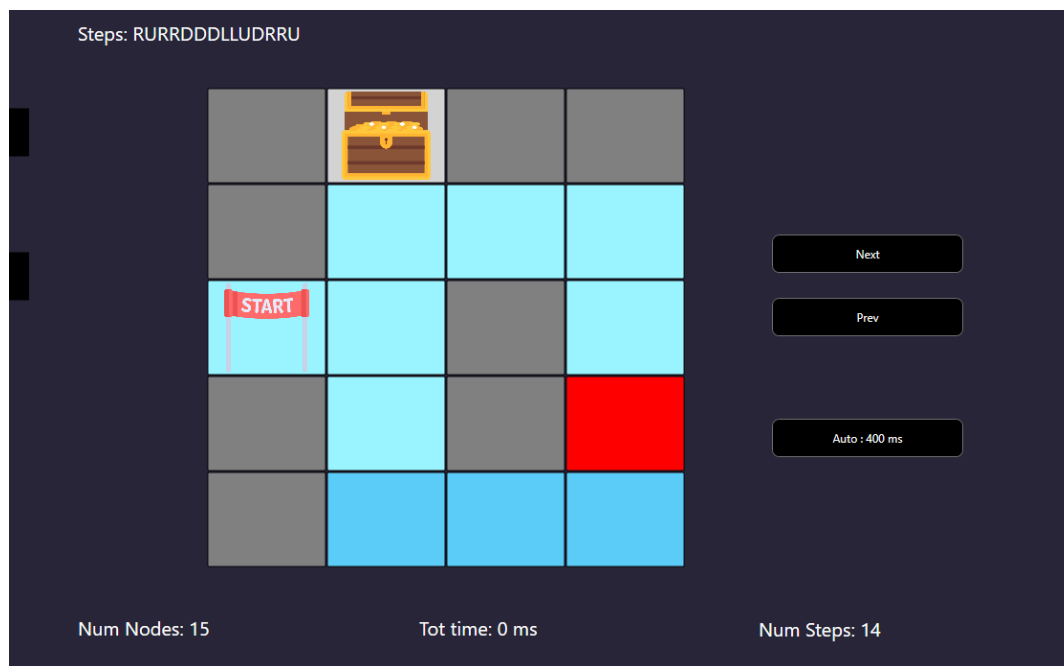 Steps: RURRDDDLLUDRRU
START
Next
Prev
Auto : 400 ms
Num Nodes: 15
Tot time: 0 ms
Num Steps: 14